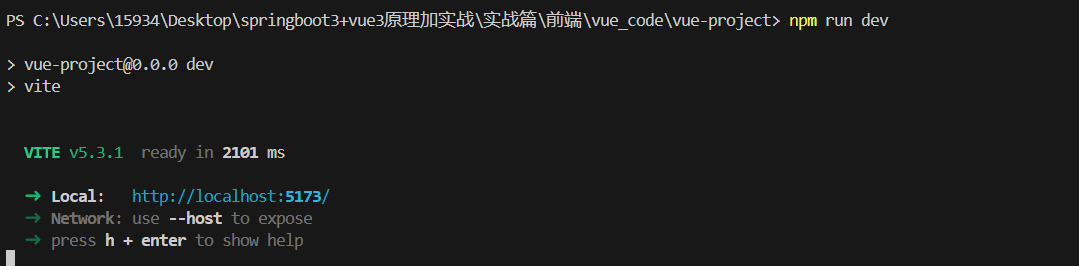 PS C:\Users\15934\Desktop\springboot3+vue3原理加实战\实战篇\前端\vue_code\vue-project> npm run dev
> vue-project@0.0.0 dev
> vite
VITE v5.3.1 ready in 2101 ms
➜ Local: http://localhost:5173/
➜ Network: use --host to expose
➜ press h + enter to show help